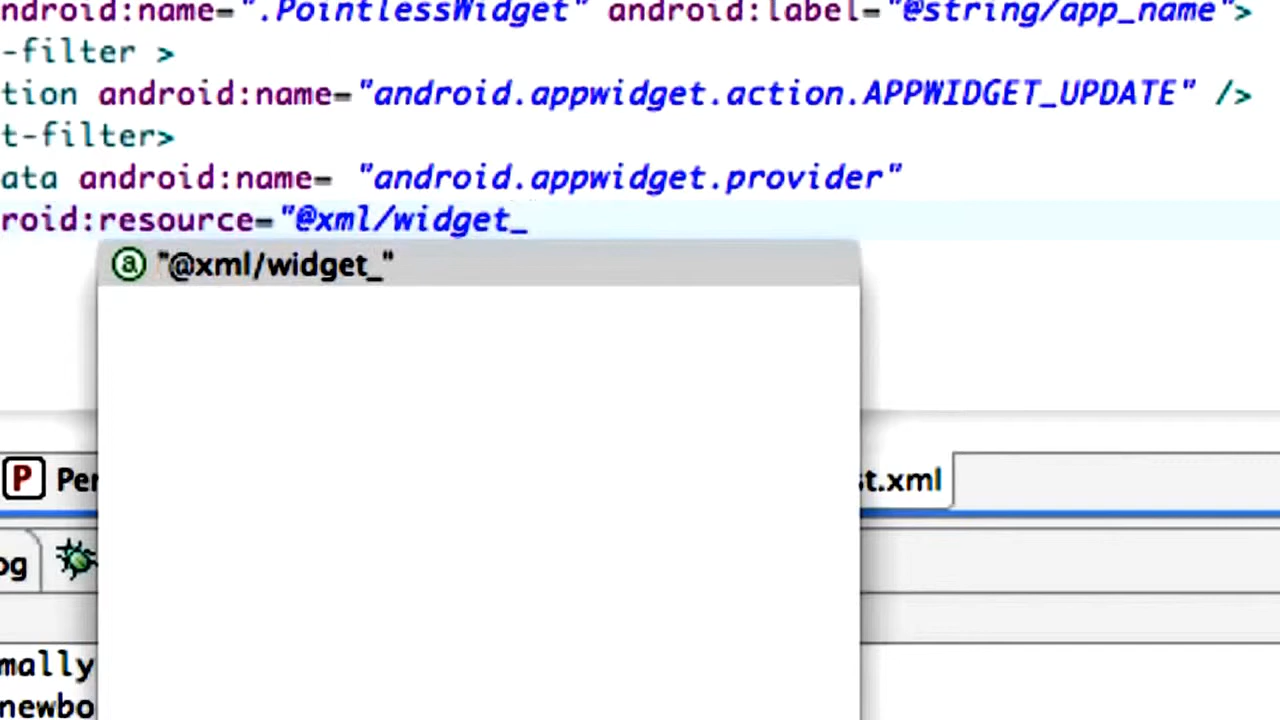 ndroid:name=".PointlessWidget" android:label="@string/app_name">
-filter >
tion android:name="android.appwidget.action.APPWIDGET_UPDATE" />
t-filter>
ata android:name= "android.appwidget.provider"
roid:resource="@xml/widget_
a "@xml/widget_"
P Per st.xml
og
mally
newbo